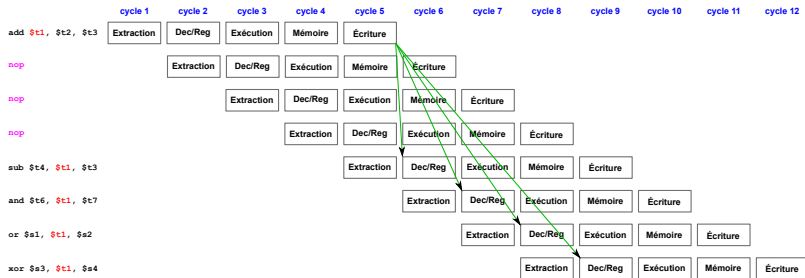 cycle 1 cycle 2 cycle 3 cycle 4 cycle 5 cycle 6 cycle 7 cycle 8 cycle 9 cycle 10 cycle 11 cycle 12
add $t1, $t2, $t3 Extraction Dec/Reg Exécution Mémoire Écriture
nop Extraction Dec/Reg Exécution Mémoire Écriture
nop Extraction Dec/Reg Exécution Mémoire Écriture
nop Extraction Dec/Reg Exécution Mémoire Écriture
sub $t4, $t1, $t3 Extraction Dec/Reg Exécution Mémoire Écriture
and $t6, $t1, $t7 Extraction Dec/Reg Exécution Mémoire Écriture
or $s1, $t1, $s2 Extraction Dec/Reg Exécution Mémoire Écriture
xor $s3, $t1, $s4 Extraction Dec/Reg Exécution Mémoire Écriture